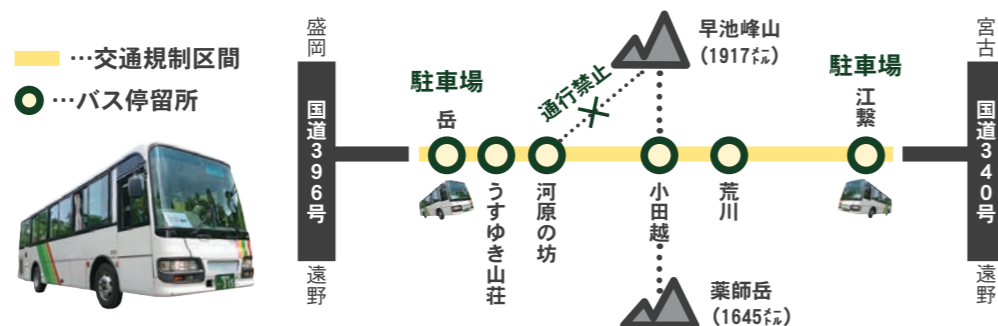 …交通規制区間
…バス停留所
盛岡
国道396号
遠野
駐車場
岳
うすゆき山荘
河原の坊
通行禁止
早池峰山
（1917㍍）
小田越
荒川
薬師岳
（1645㍍）
駐車場
江繋
宮古
国道340号
遠野